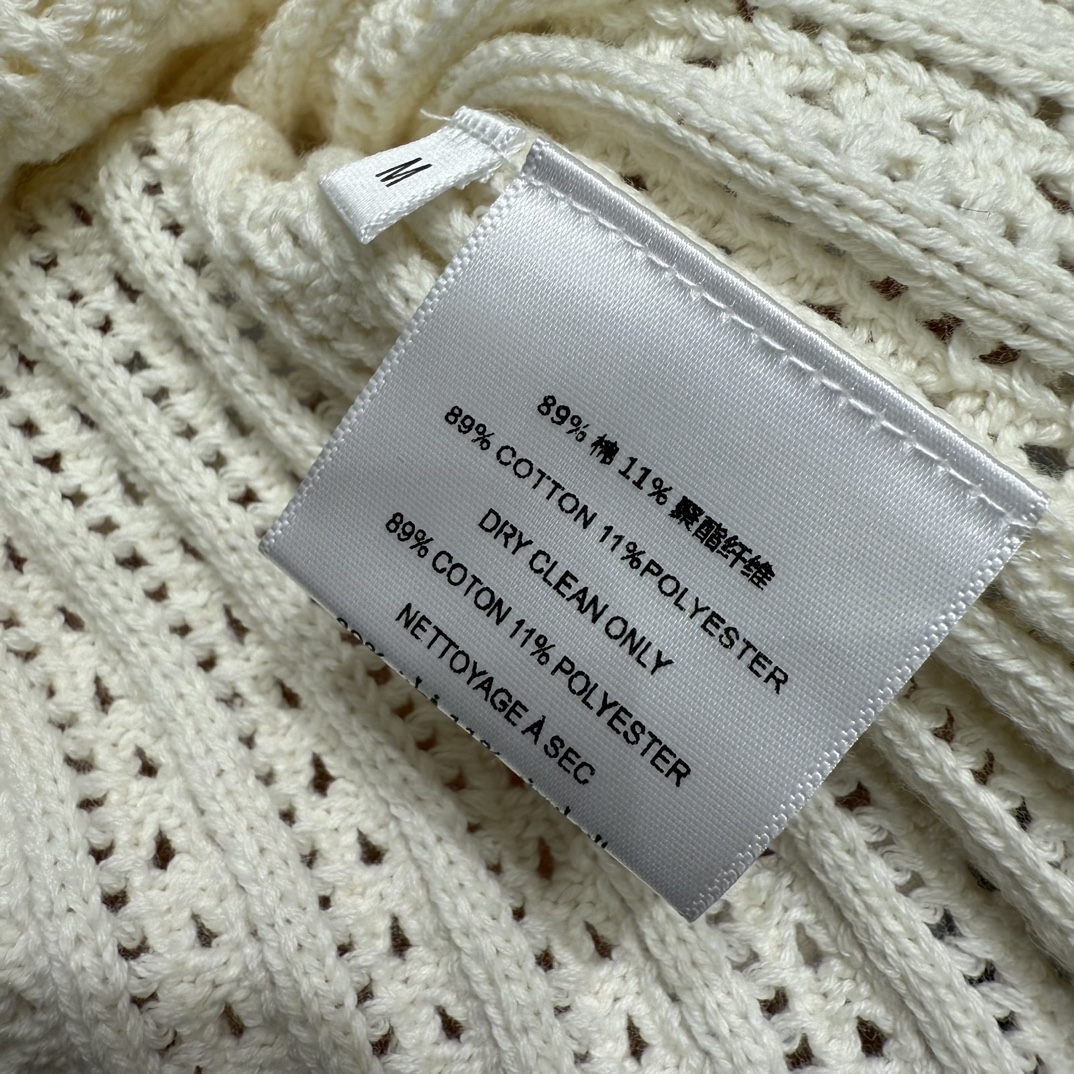 M
89% 棉 11% 聚酯纤维
89% COTTON 11%POLYESTER
DRY CLEAN ONLY
89% COTON 11% POLYESTER
NETTOYAGE À SEC